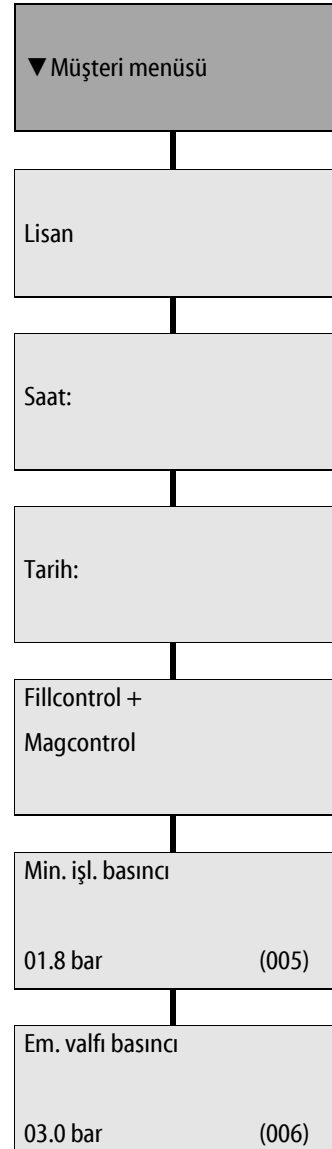 ▼Müşteri menüsü
Lisan
Saat:
Tarih:
Fillcontrol +
Magcontrol
Min. işl. basıncı
01.8 bar (005)
Em. valfı basıncı
03.0 bar (006)